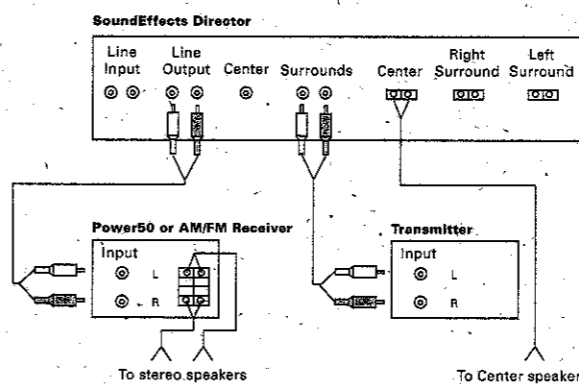 SoundEffects Director
Line Input
Line Output
Center
Surrounds
Center
Right Surround
Left Surround
Power50 or AM/FM Receiver
Input
L
R
Transmitter
Input
L
R
To stereo speakers
To Center speaker